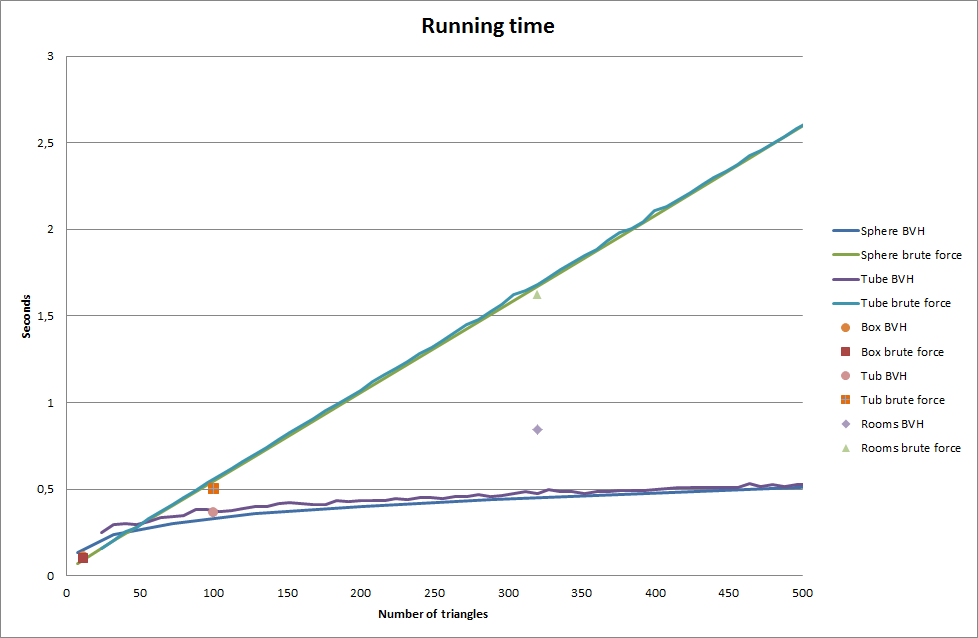 Running time
3
2,5
2
1,5
1
0,5
0
Seconds
0 50 100 150 200 250 300 350 400 450 500
Number of triangles
Sphere BVH
Sphere brute force
Tube BVH
Tube brute force
Box BVH
Box brute force
Tub BVH
Tub brute force
Rooms BVH
Rooms brute force